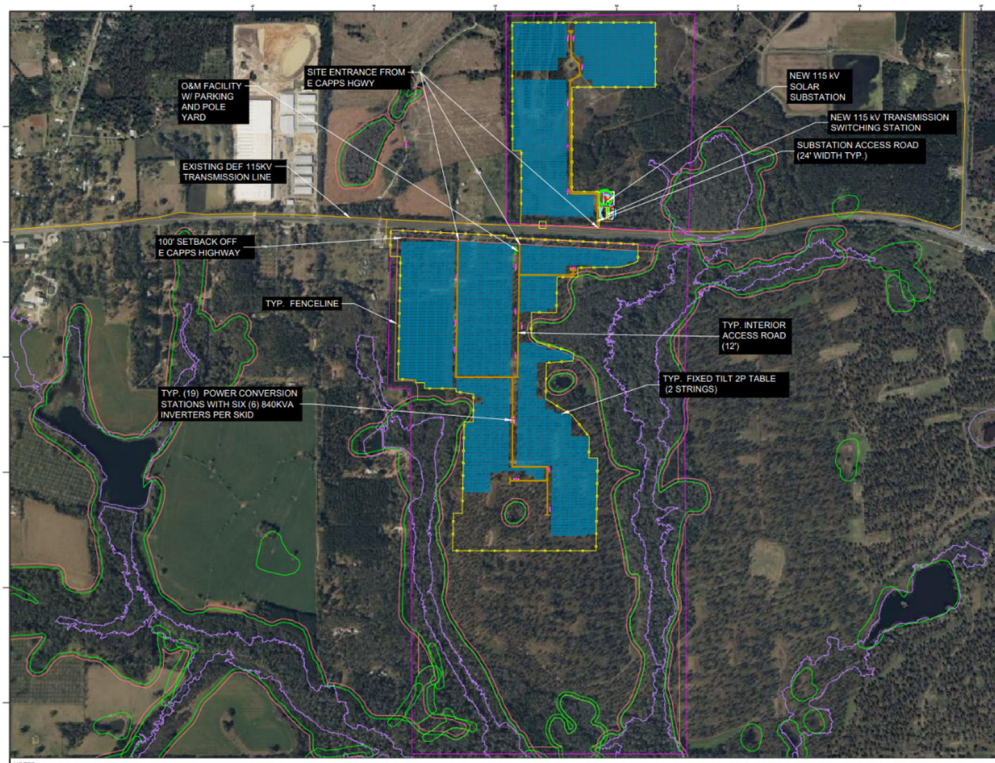 SITE ENTRANCE FROM
E CAPPS HGWY
O&M FACILITY
W/ PARKING
AND POLE
YARD
NEW 115 kV
SOLAR
SUBSTATION
NEW 115 kV TRANSMISSION
SWITCHING STATION
SUBSTATION ACCESS ROAD
(24' WIDTH TYP.)
EXISTING DEF 115KV
TRANSMISSION LINE
100' SETBACK OFF
E CAPPS HIGHWAY
TYP. FENCELINE
TYP. INTERIOR
ACCESS ROAD
(12')
TYP. FIXED TILT 2P TABLE
(2 STRINGS)
TYP. (19) POWER CONVERSION
STATIONS WITH SIX (6) 840KVA
INVERTERS PER SKID